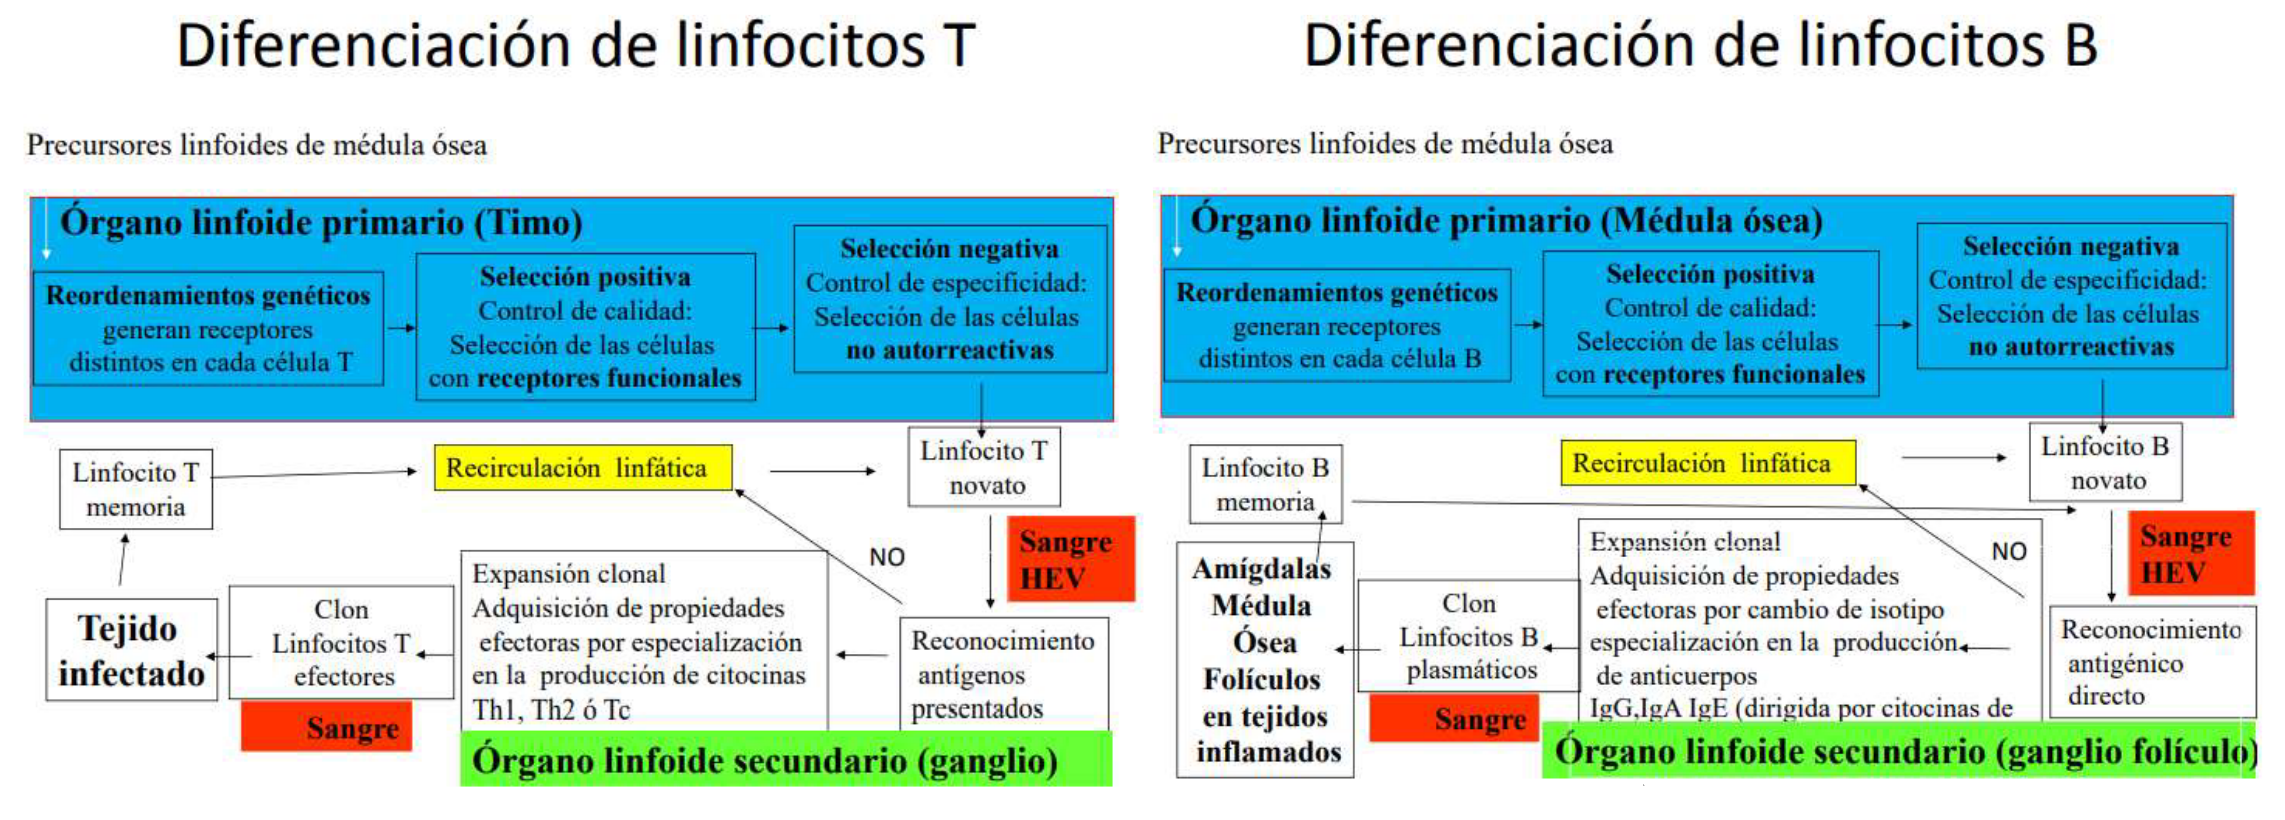 Diferenciación de linfocitos T
Precursores linfoides de médula ósea
Órgano linfoide primario (Timo)
Reordenamientos genéticos
generan receptores
distintos en cada célula T
Selección positiva
Control de calidad:
Selección de las células
con receptores funcionales
Selección negativa
Control de especificidad:
Selección de las células
no autorreactivas
Linfocito T
memoria
Recirculación linfática
Linfocito T
novato
Sangre
HEV
NO
Expansión clonal
Adquisición de propiedades
efectoras por especialización
en la producción de citocinas
Th1, Th2 ó Tc
Reconocimiento
antígenos
presentados
Clon
Linfocitos T
efectores
Tejido
infectado
Sangre
Órgano linfoide secundario (ganglio)
Diferenciación de linfocitos B
Precursores linfoides de médula ósea
Órgano linfoide primario (Médula ósea)
Reordenamientos genéticos
generan receptores
distintos en cada célula B
Selección positiva
Control de calidad:
Selección de las células
con receptores funcionales
Selección negativa
Control de especificidad:
Selección de las células
no autorreactivas
Linfocito B
memoria
Recirculación linfática
Linfocito B
novato
Sangre
HEV
NO
Expansión clonal
Adquisición de propiedades
efectoras por cambio de isotipo
especialización en la producción
de anticuerpos
IgG,IgA IgE (dirigida por citocinas de
Reconocimiento
antigénico
directo
Clon
Linfocitos B
plasmáticos
Amígdalas
Médula
Ósea
Folículos
en tejidos
inflamados
Sangre
Órgano linfoide secundario (ganglio folículo)